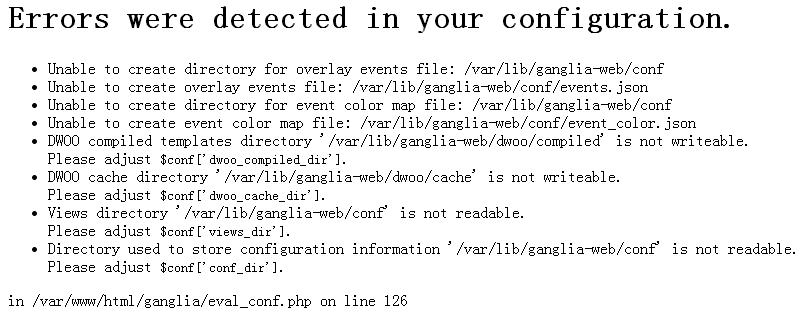 Errors were detected in your configuration.
• Unable to create directory for overlay events file: /var/lib/ganglia-web/conf
• Unable to create overlay events file: /var/lib/ganglia-web/conf/events.json
• Unable to create directory for event color map file: /var/lib/ganglia-web/conf
• Unable to create event color map file: /var/lib/ganglia-web/conf/event_color.json
• DWOO compiled templates directory '/var/lib/ganglia-web/dwoo/compiled' is not writeable.
Please adjust $conf['dwoo_compiled_dir'].
• DWOO cache directory '/var/lib/ganglia-web/dwoo/cache' is not writeable.
Please adjust $conf['dwoo_cache_dir'].
• Views directory '/var/lib/ganglia-web/conf' is not readable.
Please adjust $conf['views_dir'].
• Directory used to store configuration information '/var/lib/ganglia-web/conf' is not readable.
Please adjust $conf['conf_dir'].
in /var/www/html/ganglia/eval_conf.php on line 126